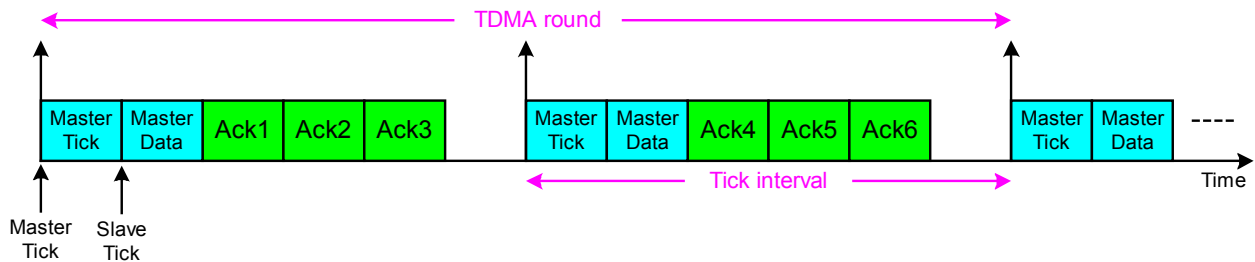 TDMA round
Master
Tick
Master
Data
Ack1
Ack2
Ack3
Master
Tick
Master
Data
Ack4
Ack5
Ack6
Master
Tick
Master
Data
----
Tick interval
Time
Master
Tick
Slave
Tick